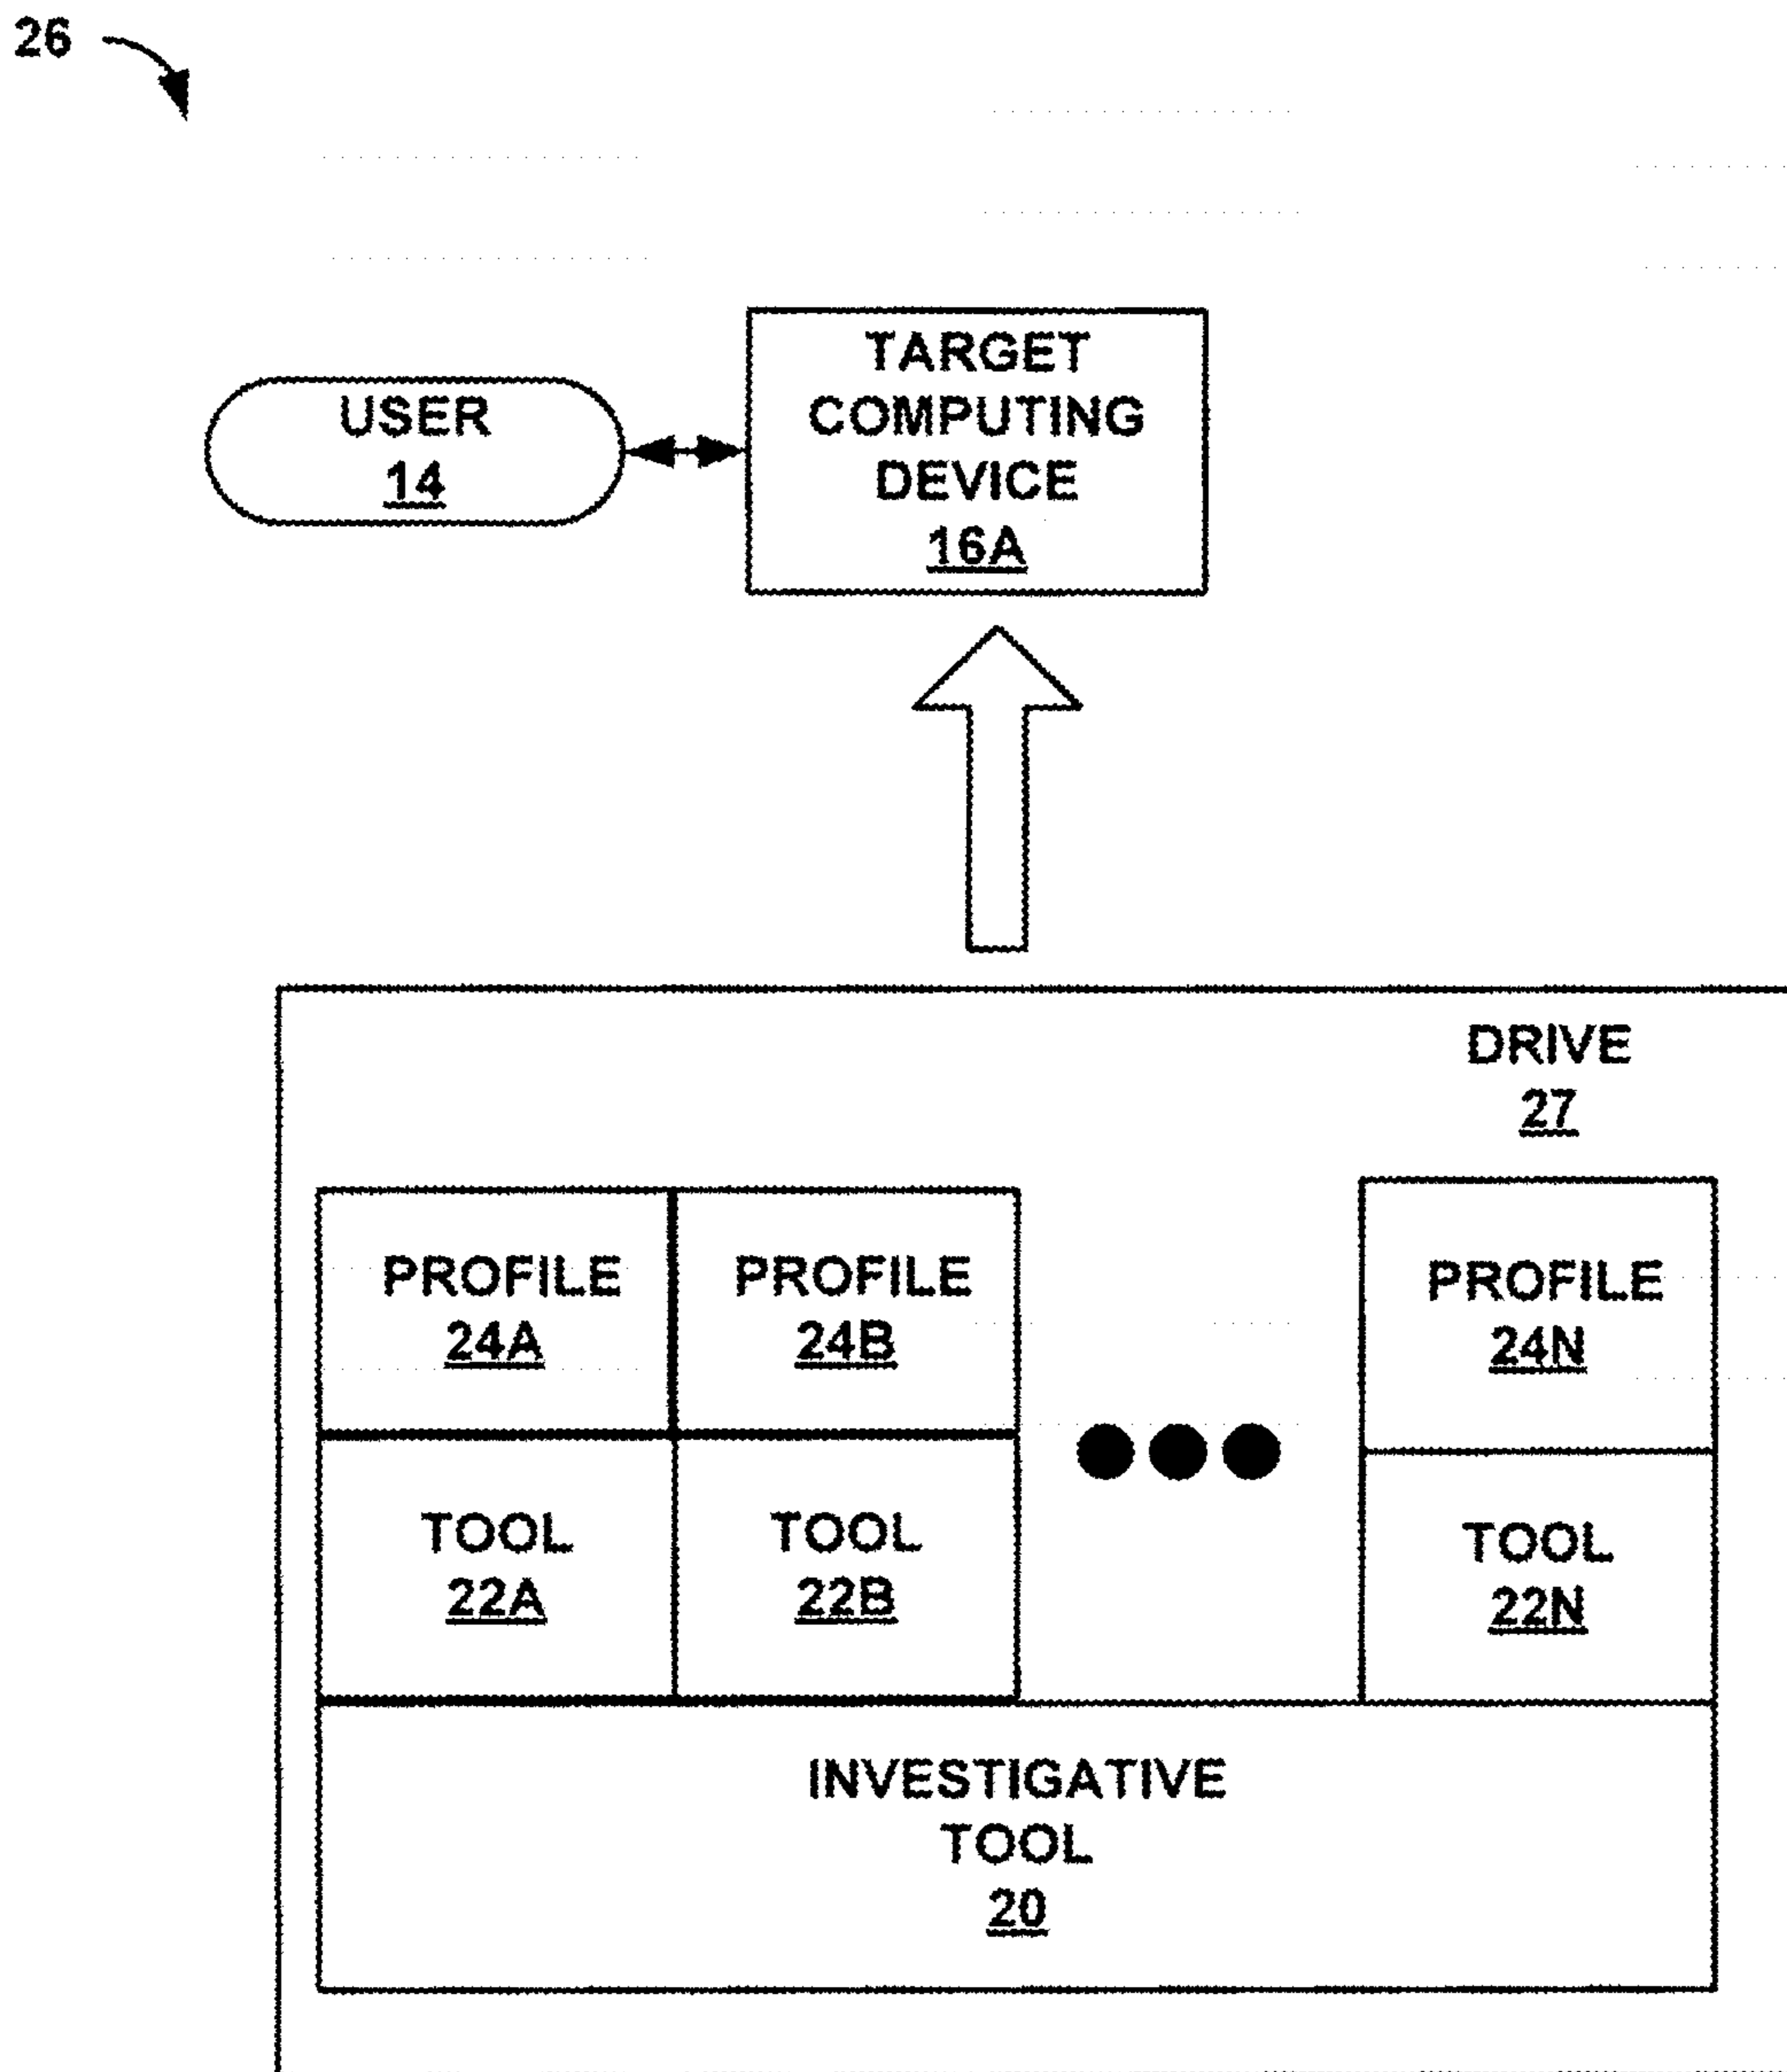 26
USER
14
TARGET
COMPUTING
DEVICE
16A
DRIVE
27
PROFILE
24A
PROFILE
24B
PROFILE
24N
TOOL
22A
TOOL
22B
TOOL
22N
INVESTIGATIVE
TOOL
20